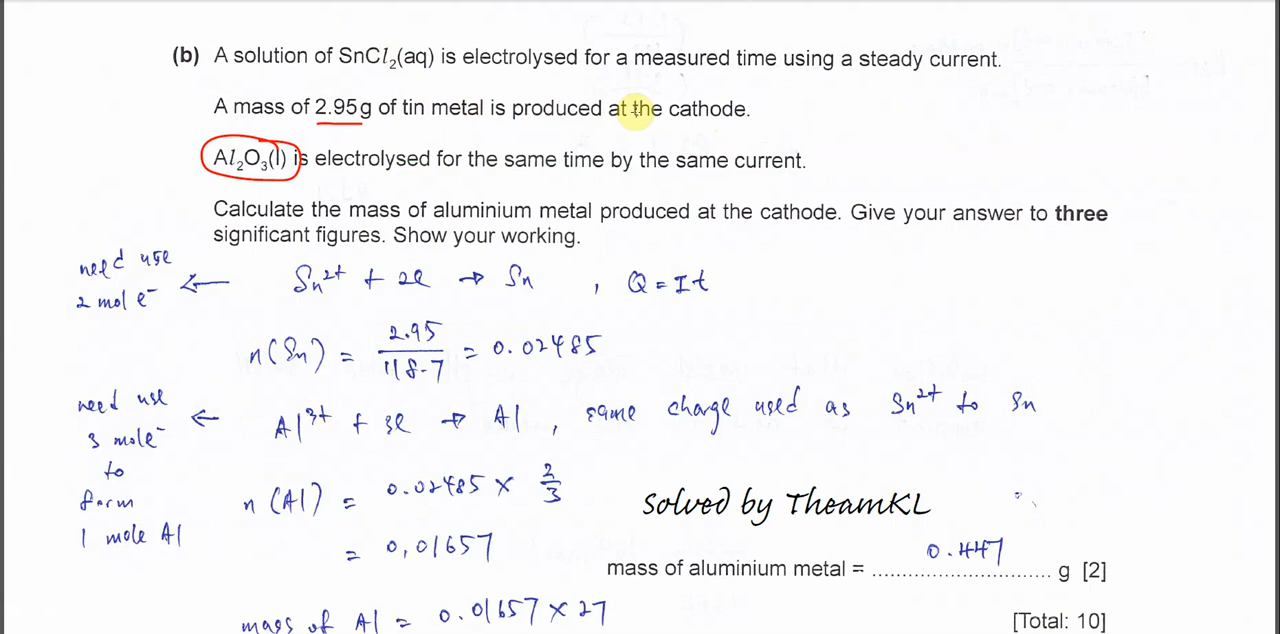 (b) A solution of SnCl₂(aq) is electrolysed for a measured time using a steady current.
A mass of 2.95g of tin metal is produced at the cathode.
Al₂O₃(l) is electrolysed for the same time by the same current.
Calculate the mass of aluminium metal produced at the cathode. Give your answer to three
significant figures. Show your working.
need use
2 mol e⁻ ← Sn²⁺ + 2e → Sn , Q = It
n(Sn) = 2.95/118.7 = 0.02485
need use
3 mole⁻ ← Al³⁺ + 3e → Al , same charge used as Sn²⁺ to Sn
to
form
1 mole Al
n(Al) = 0.02485 × 2/3
= 0.01657
Solved by TheamKL
mass of aluminium metal = 0.447 g [2]
mass of Al = 0.01657 × 27
[Total: 10]